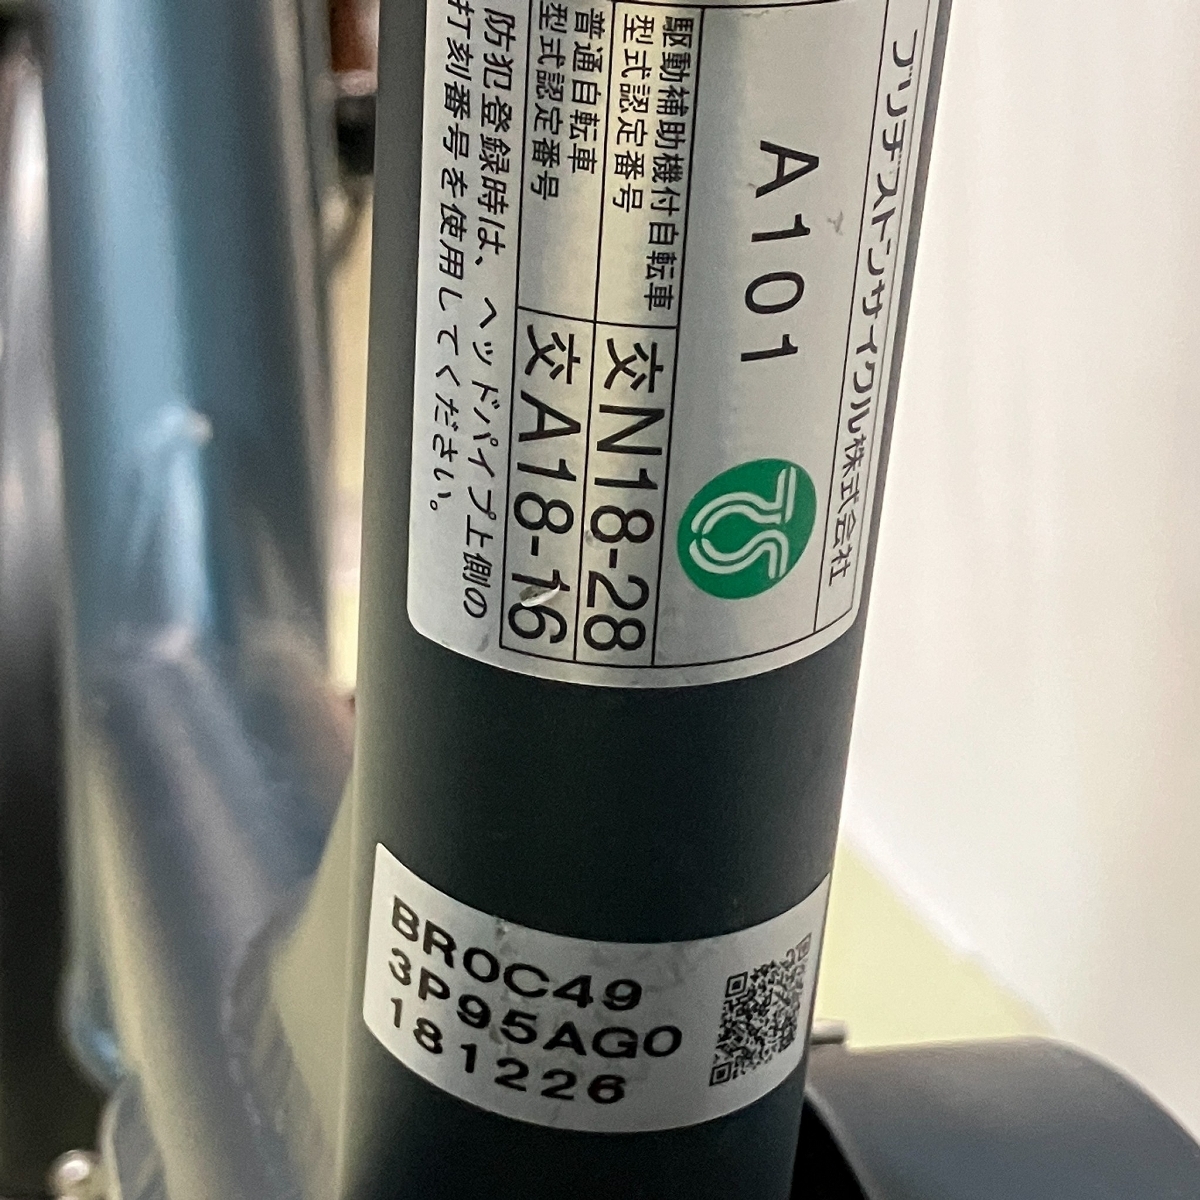 ブリヂストンサイクル株式会社
A101
駆動補助機付自転車
型式認定番号
交N18-28
普通自転車
型式認定番号
交A18-16
防犯登録時は、ヘッドパイプ上側の
打刻番号を使用してください。
BR0C49
3P95AG0
181226